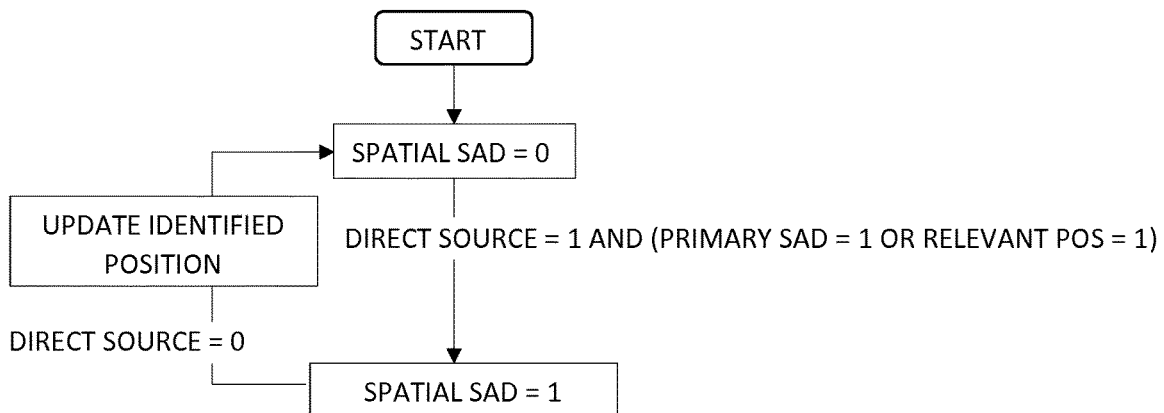 START
SPATIAL SAD = 0
UPDATE IDENTIFIED
POSITION
DIRECT SOURCE = 1 AND (PRIMARY SAD = 1 OR RELEVANT POS = 1)
DIRECT SOURCE = 0
SPATIAL SAD = 1